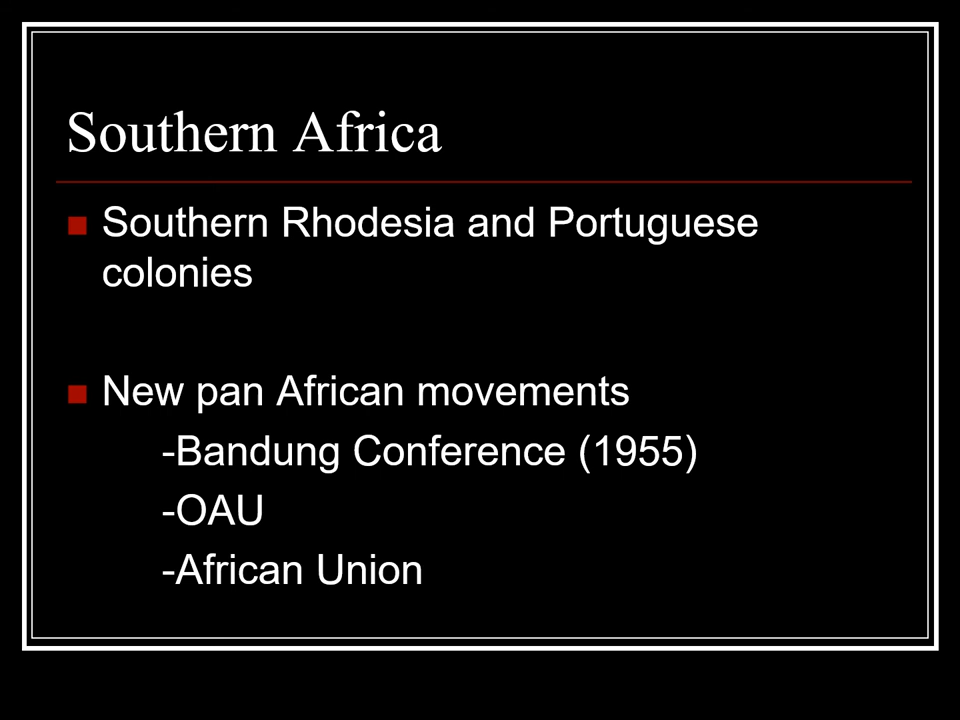 Southern Africa
Southern Rhodesia and Portuguese
colonies
New pan African movements
-Bandung Conference (1955)
-OAU
-African Union